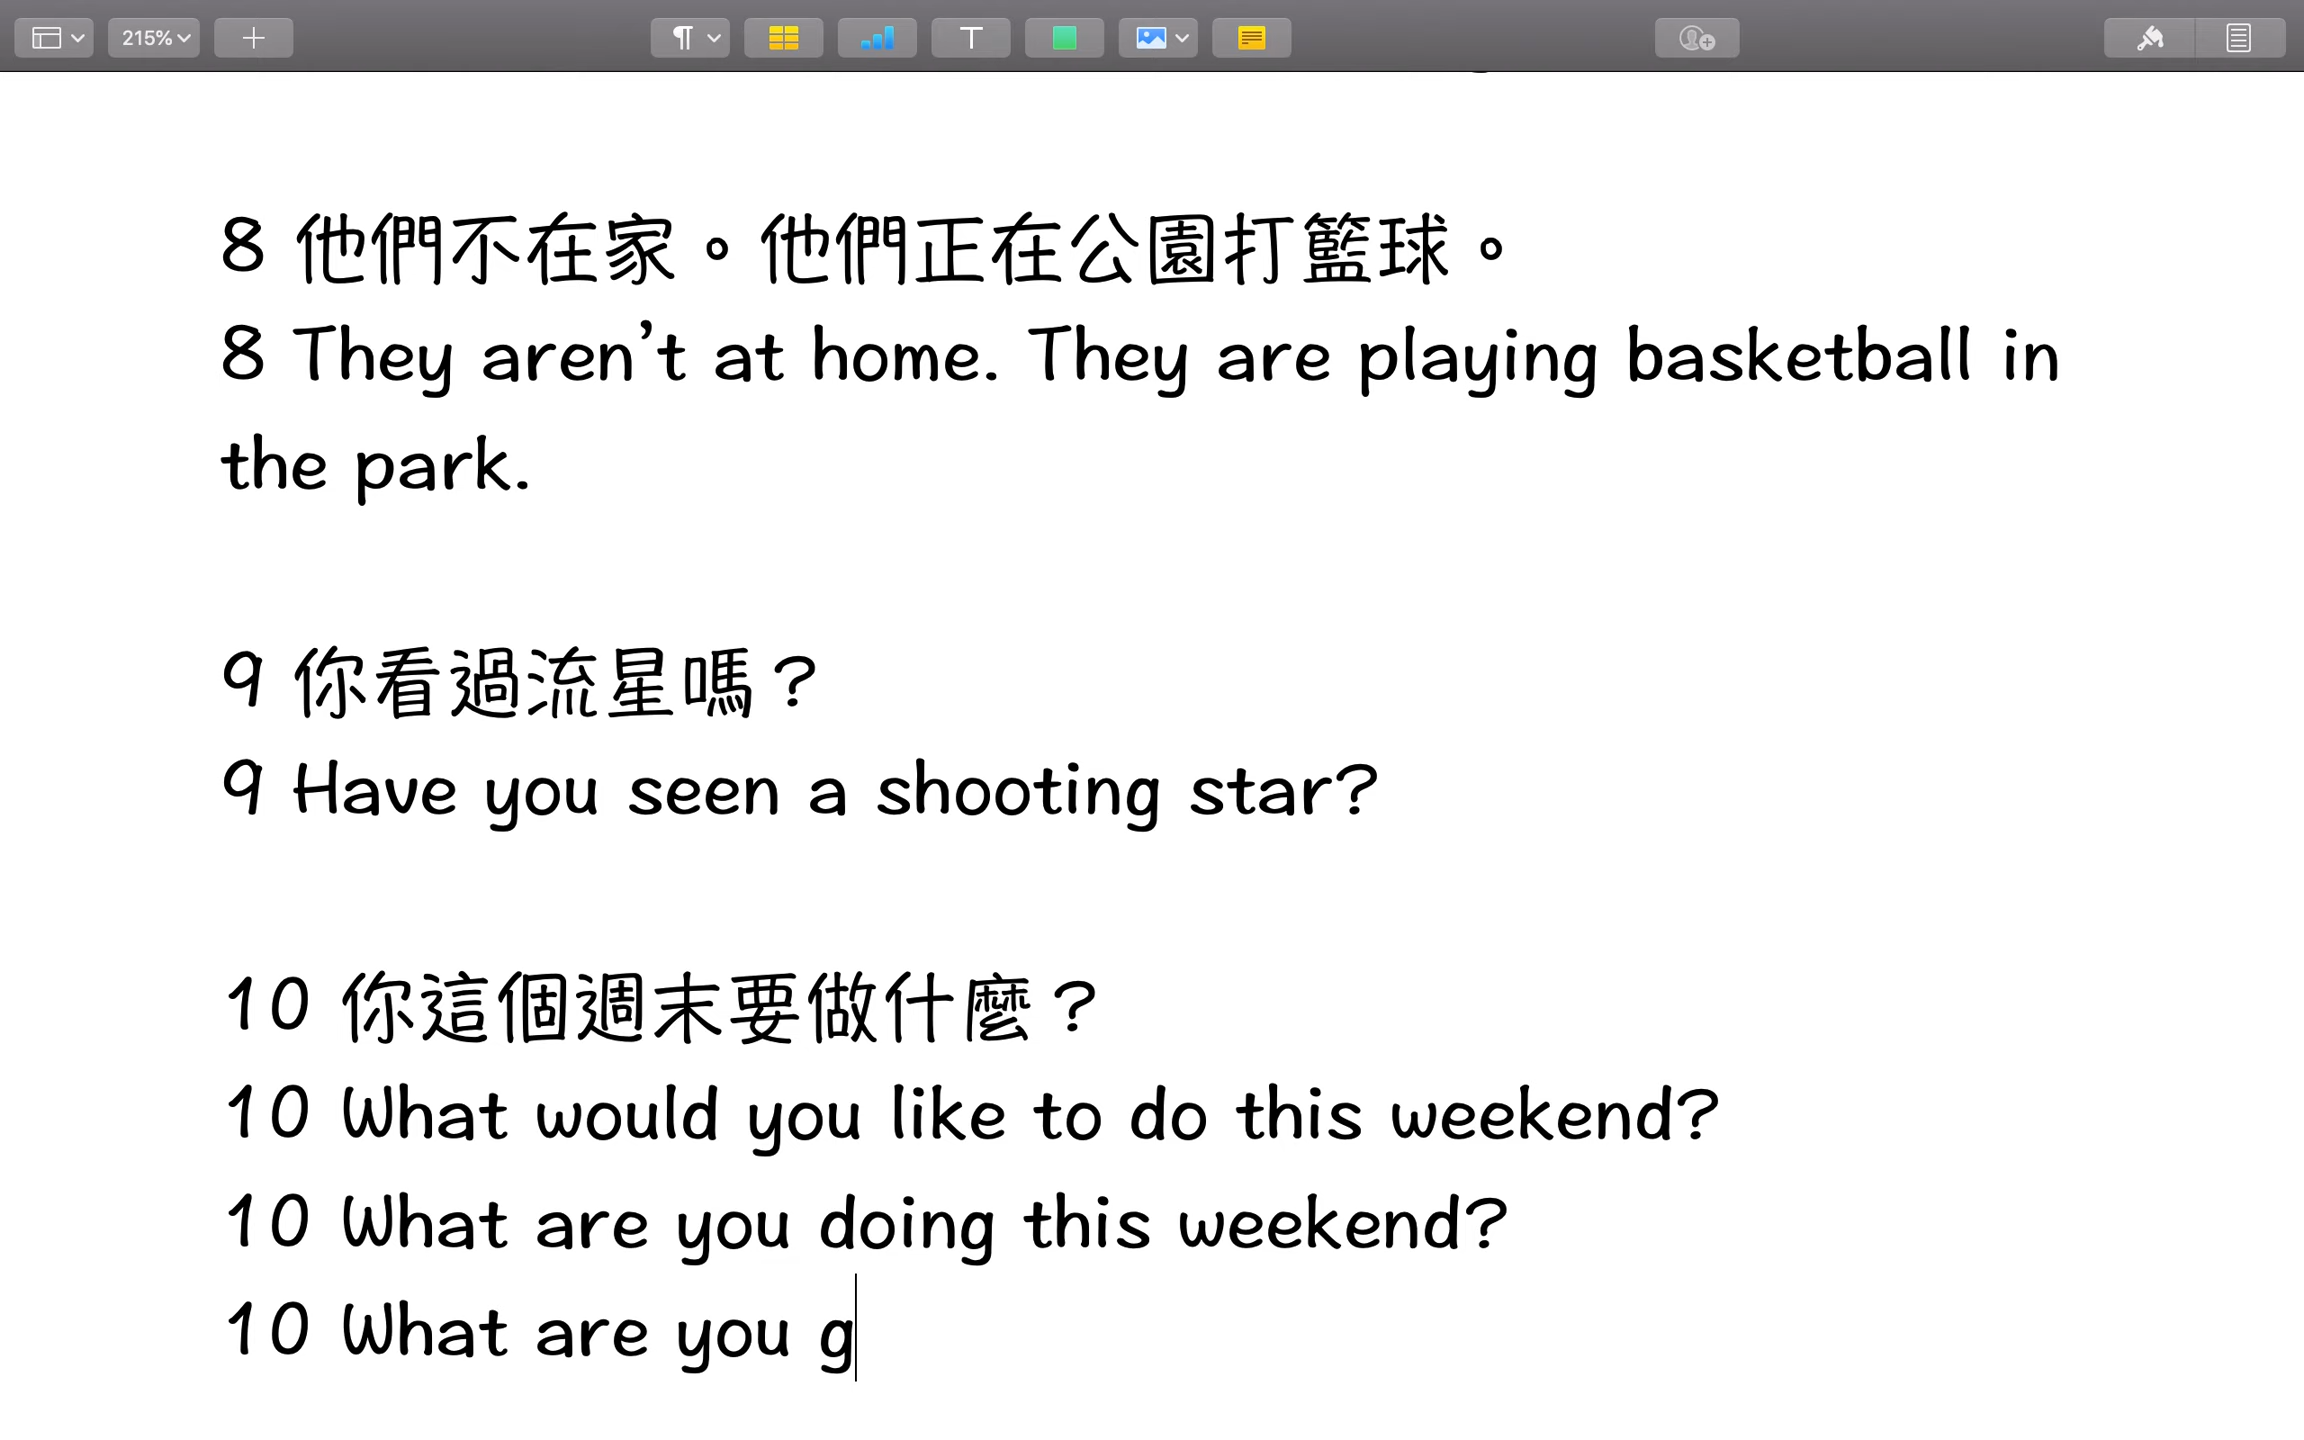 215%
8 他們不在家。他們正在公園打籃球。
8 They aren’t at home. They are playing basketball in
the park.
9 你看過流星嗎？
9 Have you seen a shooting star?
10 你這個週末要做什麼？
10 What would you like to do this weekend?
10 What are you doing this weekend?
10 What are you g